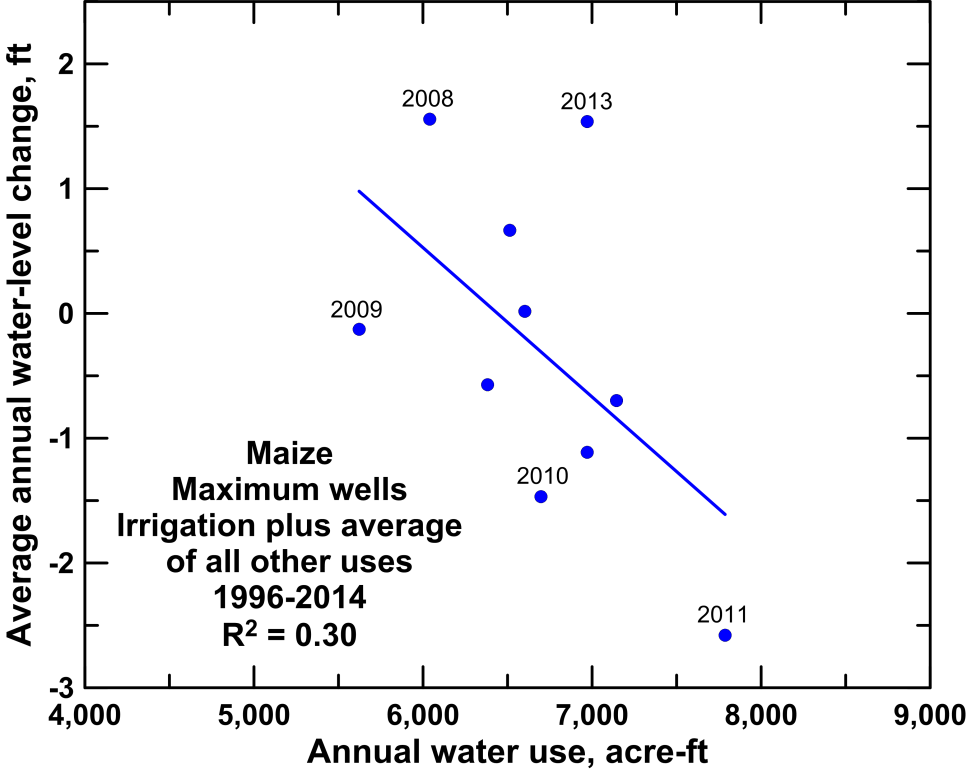 Average annual water-level change, ft
2
1
0
-1
-2
-3
2008
2013
2009
2010
2011
Maize
Maximum wells
Irrigation plus average
of all other uses
1996-2014
R² = 0.30
4,000 5,000 6,000 7,000 8,000 9,000
Annual water use, acre-ft